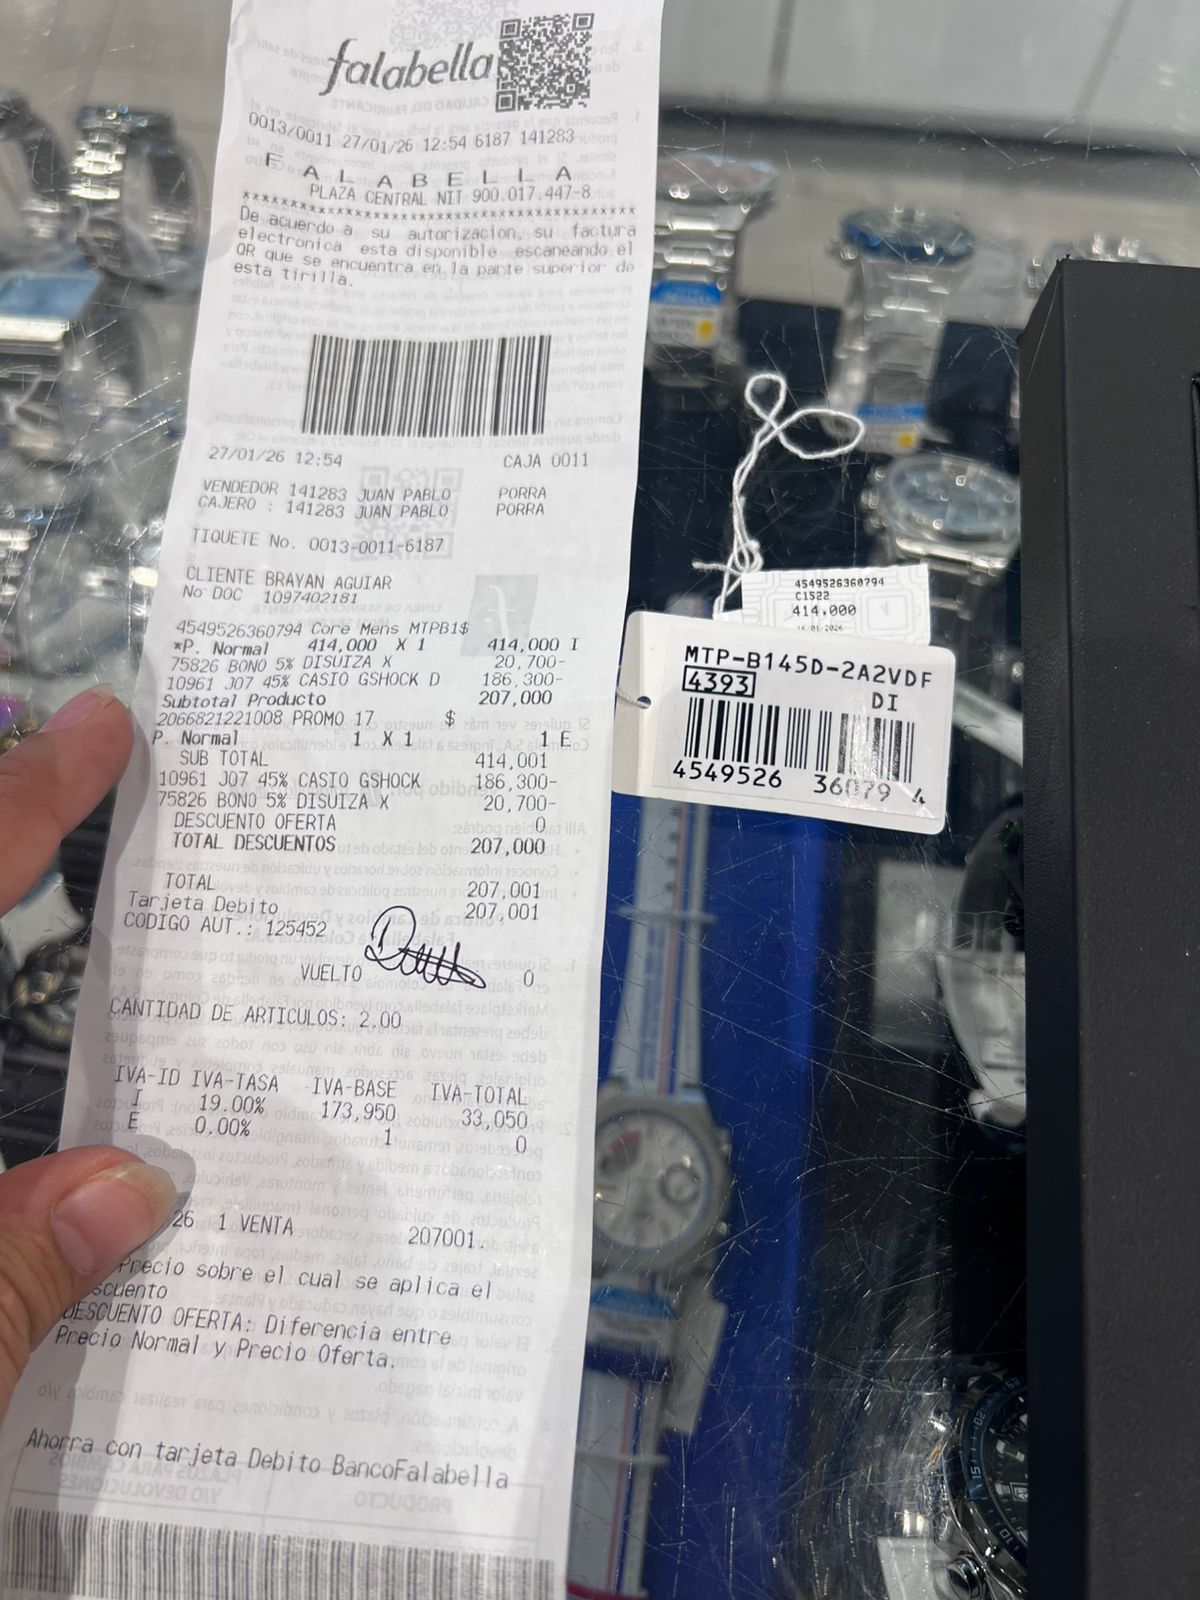 falabella
0013/0011 27/01/26 12:54 6187 141283
F A L A B E L L A
PLAZA CENTRAL NIT 900.017.447-8
****************************************
De acuerdo a su autorizacion, su factura
electronica esta disponible escaneando el
QR que se encuentra en la parte superior de
esta tirilla.
27/01/26 12:54 CAJA 0011
VENDEDOR 141283 JUAN PABLO PORRA
CAJERO : 141283 JUAN PABLO PORRA
TIQUETE No. 0013-0011-6187
CLIENTE BRAYAN AGUIAR
No DOC 1097402181
4549526360794 Core Mens MTPB1$
*P. Normal 414,000 X 1 414,000 I
75826 BONO 5% DISUIZA X 20,700-
10961 J07 45% CASIO GSHOCK D 186,300-
Subtotal Producto 207,000
2066821221008 PROMO 17 $
P. Normal 1 X 1 1 E
SUB TOTAL 414,001
10961 J07 45% CASIO GSHOCK 186,300-
75826 BONO 5% DISUIZA X 20,700-
DESCUENTO OFERTA 0
TOTAL DESCUENTOS 207,000
TOTAL 207,001
Tarjeta Debito 207,001
CODIGO AUT.: 125452
VUELTO 0
CANTIDAD DE ARTICULOS: 2.00
IVA-ID IVA-TASA IVA-BASE IVA-TOTAL
I 19.00% 173,950 33,050
E 0.00% 1 0
26 1 VENTA 207001.
Precio sobre el cual se aplica el
scuento
DESCUENTO OFERTA: Diferencia entre
Precio Normal y Precio Oferta.
Ahorra con tarjeta Debito BancoFalabella
4549526360794
C1522
414,000
MTP-B145D-2A2VDF
4393 DI
4549526 36079 4